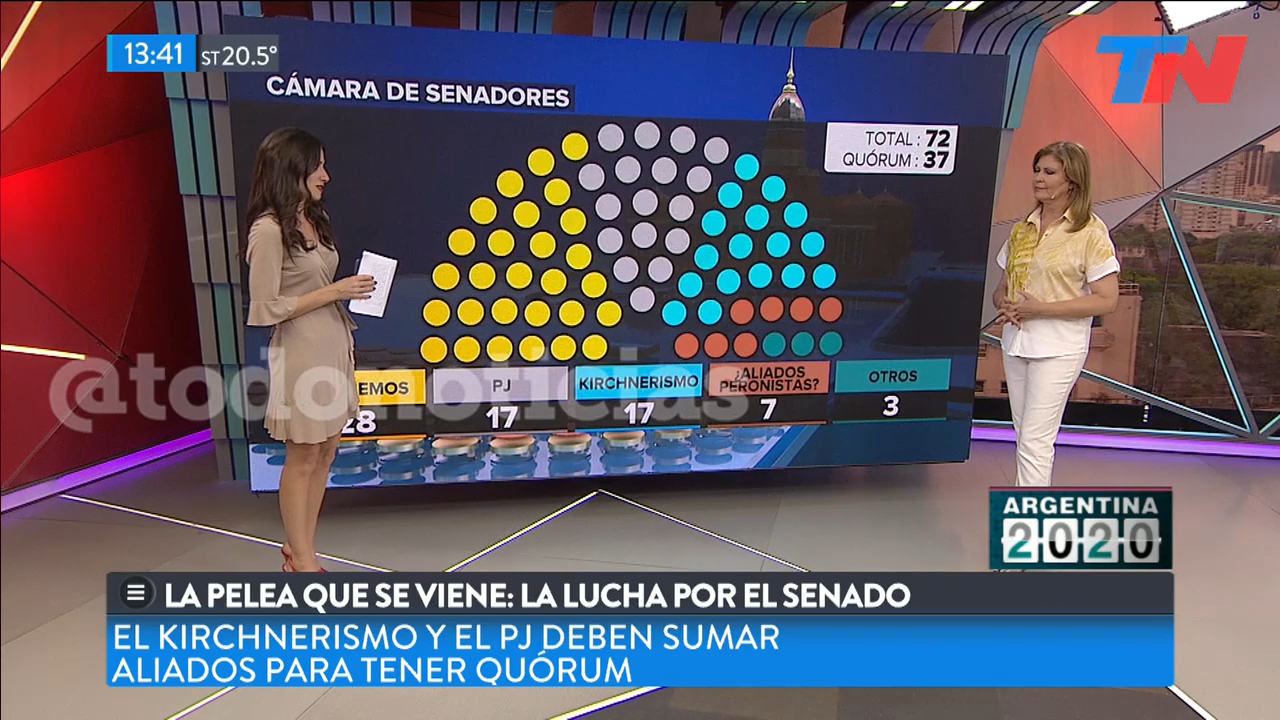 13:41 ST 20.5°
TN
CÁMARA DE SENADORES
TOTAL : 72
QUÓRUM : 37
@todonoticias
EMOS
28
PJ
17
KIRCHNERISMO
17
¿ALIADOS
PERONISTAS?
7
OTROS
3
ARGENTINA
2020
LA PELEA QUE SE VIENE: LA LUCHA POR EL SENADO
EL KIRCHNERISMO Y EL PJ DEBEN SUMAR
ALIADOS PARA TENER QUÓRUM